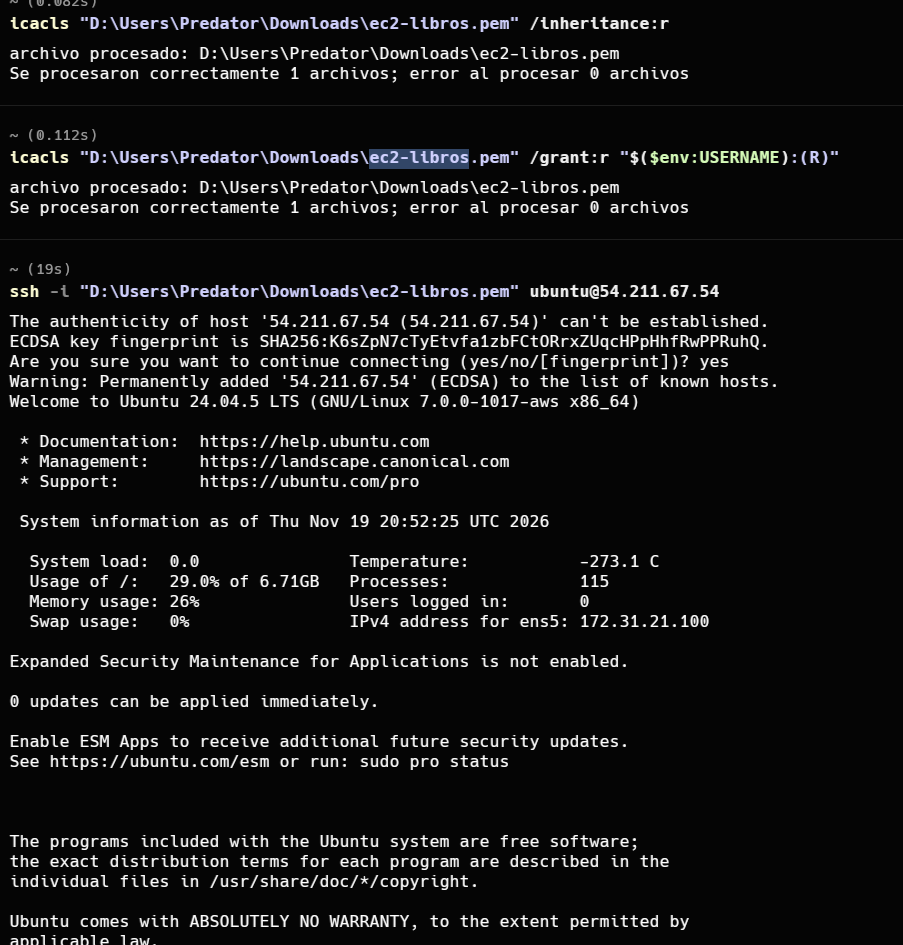 ~ (0.082s)
icacls "D:\Users\Predator\Downloads\ec2-libros.pem" /inheritance:r
archivo procesado: D:\Users\Predator\Downloads\ec2-libros.pem
Se procesaron correctamente 1 archivos; error al procesar 0 archivos
~ (0.112s)
icacls "D:\Users\Predator\Downloads\ec2-libros.pem" /grant:r "$($env:USERNAME):(R)"
archivo procesado: D:\Users\Predator\Downloads\ec2-libros.pem
Se procesaron correctamente 1 archivos; error al procesar 0 archivos
~ (19s)
ssh -i "D:\Users\Predator\Downloads\ec2-libros.pem" ubuntu@54.211.67.54
The authenticity of host '54.211.67.54 (54.211.67.54)' can't be established.
ECDSA key fingerprint is SHA256:K6sZpN7cTyEtvfa1zbFCtORrxZUqcHPpHhfRwPPRuhQ.
Are you sure you want to continue connecting (yes/no/[fingerprint])? yes
Warning: Permanently added '54.211.67.54' (ECDSA) to the list of known hosts.
Welcome to Ubuntu 24.04.5 LTS (GNU/Linux 7.0.0-1017-aws x86_64)
* Documentation:  https://help.ubuntu.com
* Management:     https://landscape.canonical.com
* Support:        https://ubuntu.com/pro
System information as of Thu Nov 19 20:52:25 UTC 2026
System load:  0.0               Temperature:           -273.1 C
Usage of /:   29.0% of 6.71GB   Processes:             115
Memory usage: 26%               Users logged in:       0
Swap usage:   0%                IPv4 address for ens5: 172.31.21.100
Expanded Security Maintenance for Applications is not enabled.
0 updates can be applied immediately.
Enable ESM Apps to receive additional future security updates.
See https://ubuntu.com/esm or run: sudo pro status
The programs included with the Ubuntu system are free software;
the exact distribution terms for each program are described in the
individual files in /usr/share/doc/*/copyright.
Ubuntu comes with ABSOLUTELY NO WARRANTY, to the extent permitted by
applicable law.